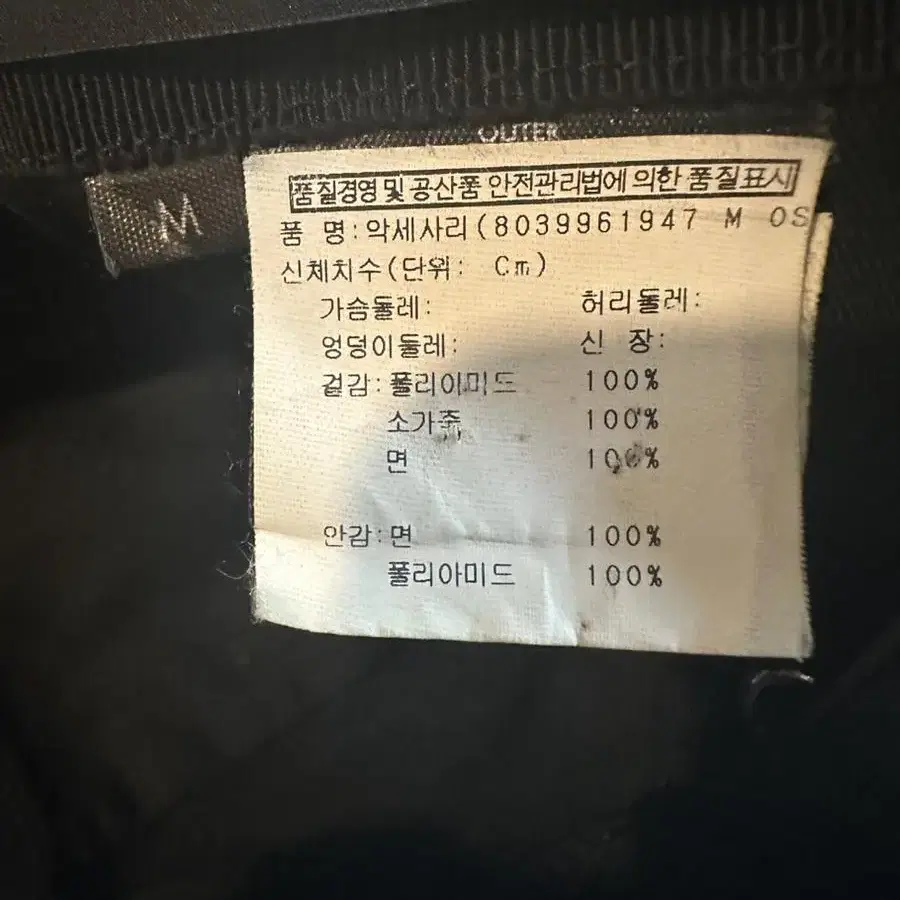 OUTER
M
품질경영 및 공산품 안전관리법에 의한 품질표시
품 명:악세사리(8039961947 M OS
신체치수(단위: Cm)
가슴둘레: 허리둘레:
엉덩이둘레: 신 장:
겉감:폴리아미드 100%
소가죽 100%
면 100%
안감:면 100%
폴리아미드 100%